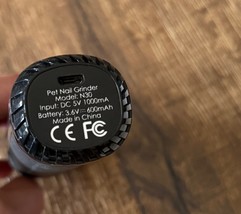 Pet Nail Grinder
Model: N30
Input: DC 5V 1000mA
Battery: 3.6V⎓600mAh
Made in China
CE FC